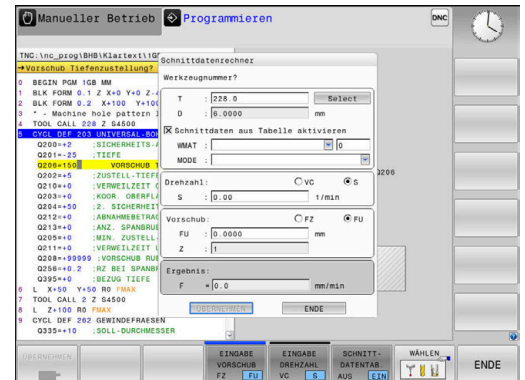 Manueller Betrieb
Programmieren
DNC
TNC:\nc_prog\BHB\Klartext\1G
→Vorschub Tiefenzustellung?
0 BEGIN PGM 1GB MM
1 BLK FORM 0.1 Z X+0 Y+0 Z-
2 BLK FORM 0.2 X+100 Y+100
3 * - Machine hole pattern I
4 TOOL CALL 228 Z S4500
5 CYCL DEF 203 UNIVERSAL-BO
Q200=+2 ;SICHERHEITS-A
Q201=-25 ;TIEFE
Q206=150 VORSCHUB T
Q202=+5 ;ZUSTELL-TIEFE
Q210=+0 ;VERWEILZEIT O
Q203=+0 ;KOOR. OBERFLA
Q204=+50 ;2. SICHERHEIT
Q212=+0 ;ABNAHMEBETRAG
Q213=+0 ;ANZ. SPANBRUE
Q205=+0 ;MIN. ZUSTELL-
Q211=+0 ;VERWEILZEIT U
Q208=+99999 ;VORSCHUB RUE
Q256=+0.2 ;RZ BEI SPANBR
Q395=+0 ;BEZUG TIEFE
6 L X+50 Y+50 R0 FMAX
7 TOOL CALL 2 Z S4500
8 L Z+100 R0 FMAX
9 CYCL DEF 262 GEWINDEFRAESEN
Q335=+10 ;SOLL-DURCHMESSER
Schnittdatenrechner
Werkzeugnummer?
T : 228.0 Select
D : 6.0000 mm
Schnittdaten aus Tabelle aktivieren
WMAT : 0
MODE :
Drehzahl: VC S
S : 0.00 1/min
Vorschub: FZ FU
FU : 0.0000 mm
Z : 1
Ergebnis:
F = 0.0 mm/min
ÜBERNEHMEN ENDE
Q206
ÜBERNEHMEN
EINGABE VORSCHUB FZ FU
EINGABE DREHZAHL VC S
SCHNITT-DATENTAB. AUS EIN
WÄHLEN
ENDE